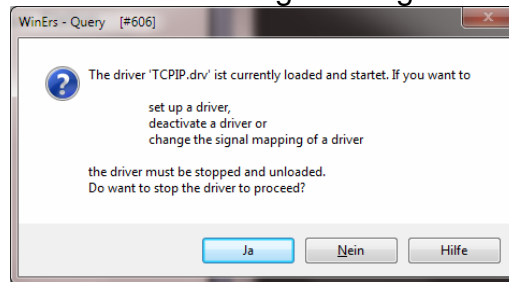 WinErs - Query [#606]
The driver 'TCPIP.drv' ist currently loaded and startet. If you want to
set up a driver,
deactivate a driver or
change the signal mapping of a driver
the driver must be stopped and unloaded.
Do want to stop the driver to proceed?
Ja Nein Hilfe